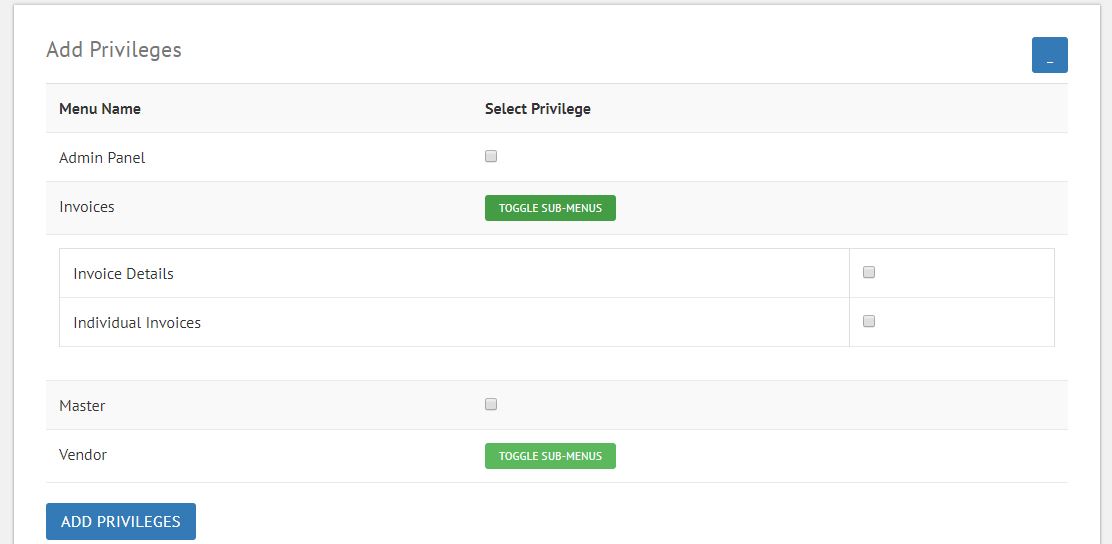 Add Privileges
_
Menu Name Select Privilege
Admin Panel
Invoices TOGGLE SUB-MENUS
Invoice Details
Individual Invoices
Master
Vendor TOGGLE SUB-MENUS
ADD PRIVILEGES